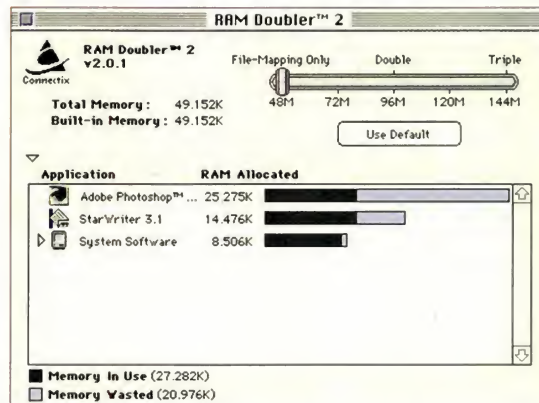 RAM Doubler™ 2
RAM Doubler™ 2
v2.0.1
Connectix
File-Mapping Only Double Triple
48M 72M 96M 120M 144M
Total Memory: 49.152K
Built-in Memory: 49.152K
Use Default
Application RAM Allocated
Adobe Photoshop™ ... 25.275K
StarWriter 3.1 14.476K
System Software 8.506K
Memory In Use (27.282K)
Memory Wasted (20.976K)